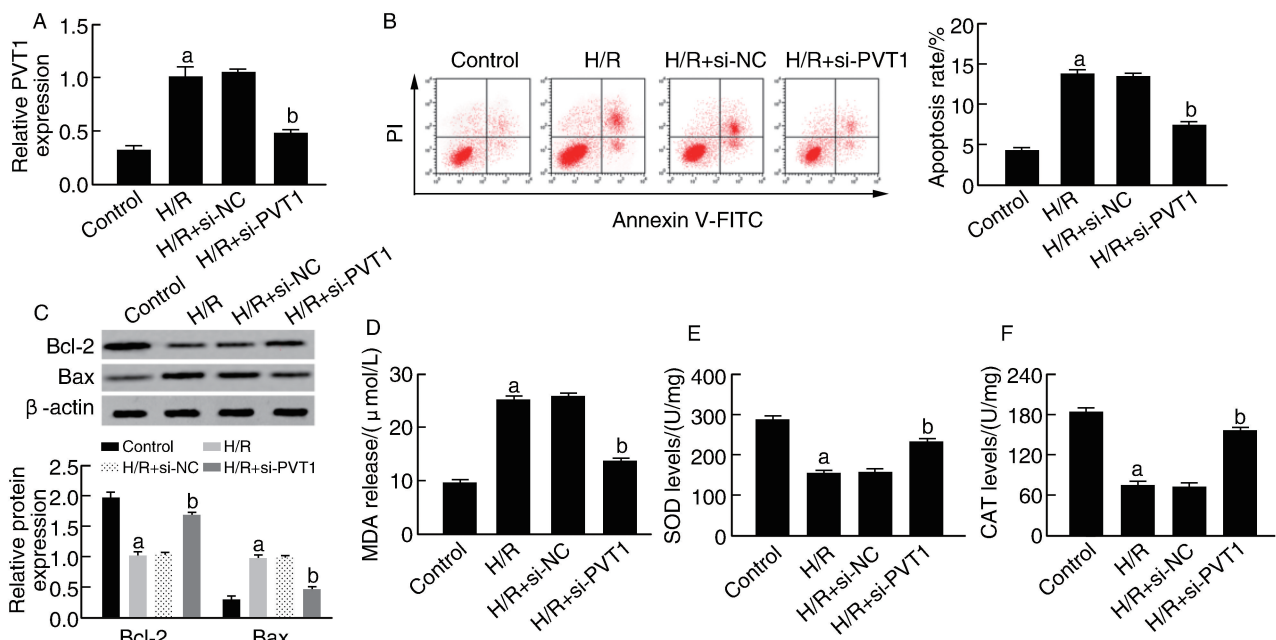 A
Relative PVT1
expression
1.5
1.0
0.5
0.0
a
b
Control
H/R
H/R+si-NC
H/R+si-PVT1
B
Control
H/R
H/R+si-NC
H/R+si-PVT1
PI
Annexin V-FITC
Apoptosis rate/%
20
15
10
5
0
a
b
Control
H/R
H/R+si-NC
H/R+si-PVT1
C
Control
H/R
H/R+si-NC
H/R+si-PVT1
Bcl-2
Bax
β-actin
Control
H/R
H/R+si-NC
H/R+si-PVT1
Relative protein
expression
2.5
2.0
1.5
1.0
0.5
0.0
a
b
a
b
Bcl-2
Bax
D
MDA release/(μmol/L)
30
20
10
0
a
b
Control
H/R
H/R+si-NC
H/R+si-PVT1
E
SOD levels/(U/mg)
400
300
200
100
0
a
b
Control
H/R
H/R+si-NC
H/R+si-PVT1
F
CAT levels/(U/mg)
240
180
120
60
0
a
b
Control
H/R
H/R+si-NC
H/R+si-PVT1